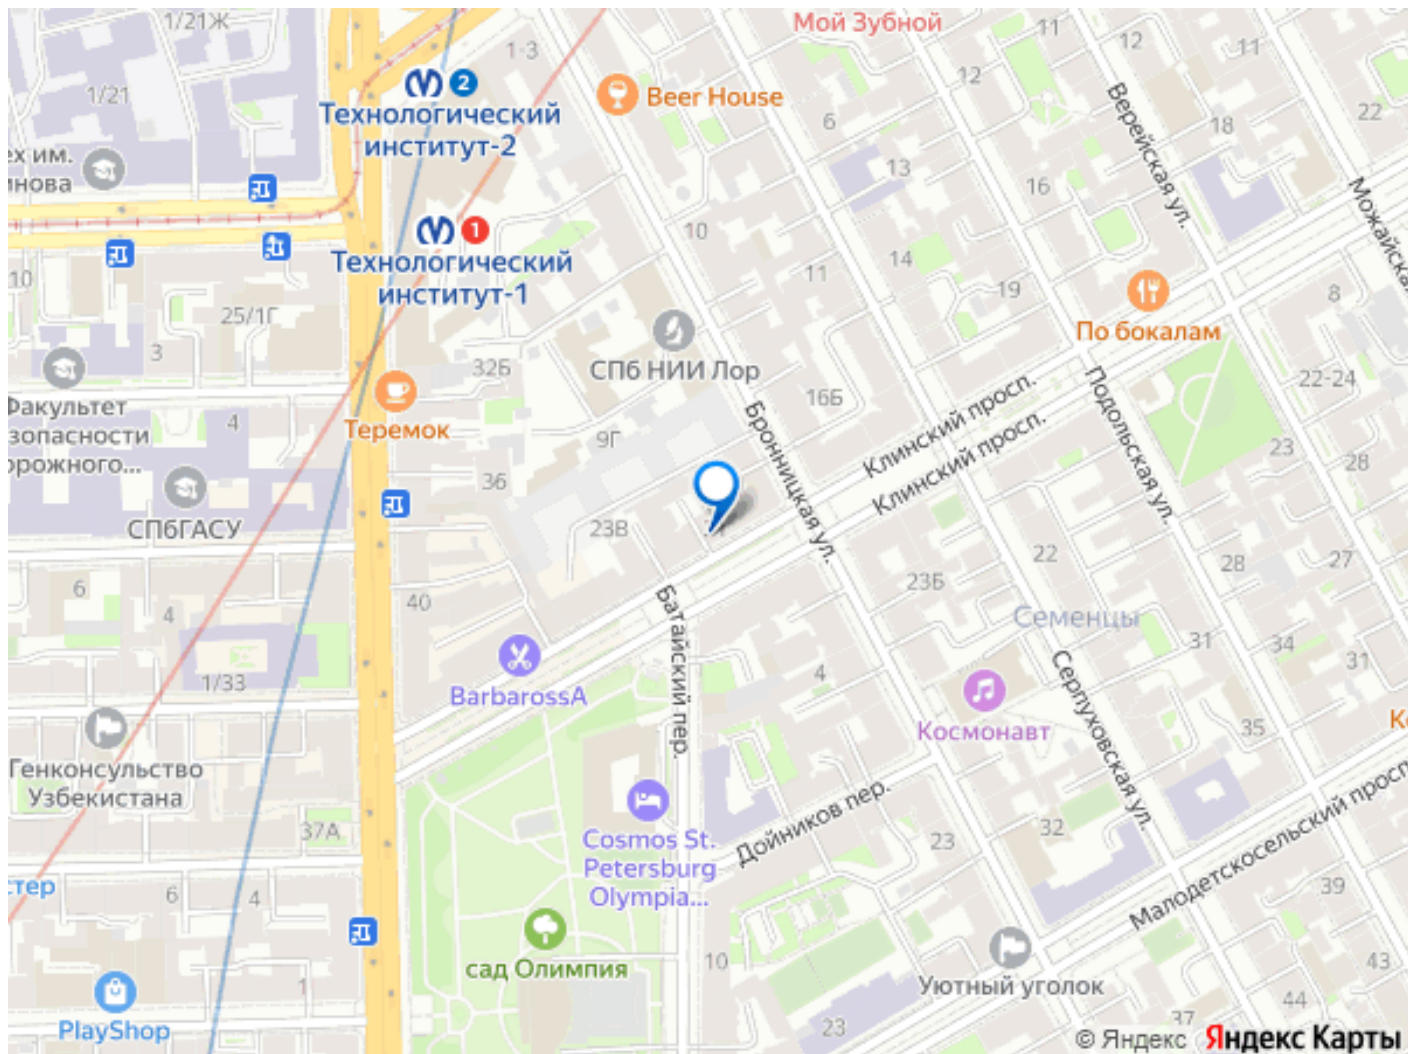 1/21Ж
1-3
Мой Зубной
11
12
11
12
1/21
2
Технологический
институт-2
Beer House
6
Верейская ул.
18
22
ех им.
инова
13
16
Можайская
1
Технологический
институт-1
10
14
11
19
10
25/1Г
3
8
По бокалам
СПб НИИ Лор
32Б
16Б
22-24
Факультет
зопасности
орожного...
4
Теремок
9Г
Бронницкая ул.
Клинский просп.
Клинский просп.
Подольская ул.
23
28
36
СПбГАСУ
23В
22
28
27
6
4
40
Батайский пер.
23Б
Семенцы
31
34
31
1/33
BarbarossA
4
Космонавт
Серпуховская ул.
35
Генконсульство
Узбекистана
37А
Cosmos St.
Petersburg
Olympia...
Дойников пер.
23
32
Малодетскосельский просп
39
тер
6
4
сад Олимпия
10
Уютный уголок
43
44
1
PlayShop
23
37
© Яндекс Яндекс Карты